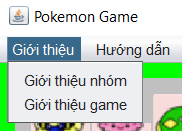 Pokemon Game
Giới thiệu Hướng dẫn
Giới thiệu nhóm
Giới thiệu game